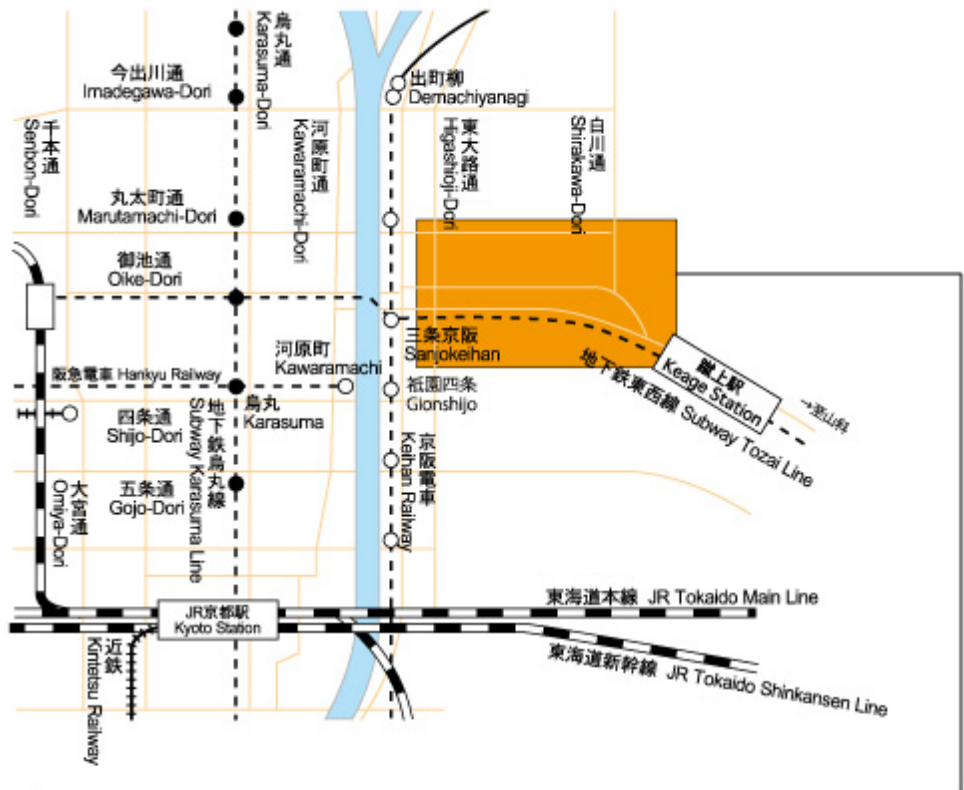 烏丸通
Karasuma-Dori
今出川通
Imadegawa-Dori
出町柳
Demachiyanagi
千本通
Senbon-Dori
河原町通
Kawaramachi-Dori
東大路通
Higashioji-Dori
白川通
Shirakawa-Dori
丸太町通
Marutamachi-Dori
御池通
Oike-Dori
三条京阪
Sanjokeihan
河原町
Kawaramachi
蹴上駅
Keage Station
阪急電車 Hankyu Railway
祇園四条
Gionshijo
烏丸
Karasuma
地下鉄東西線 Subway Tozai Line
→至山科
四条通
Shijo-Dori
地下鉄烏丸線
Subway Karasuma Line
京阪電車
Keihan Railway
五条通
Gojo-Dori
大宮通
Omiya-Dori
東海道本線 JR Tokaido Main Line
JR京都駅
Kyoto Station
東海道新幹線 JR Tokaido Shinkansen Line
近鉄
Kintetsu Railway